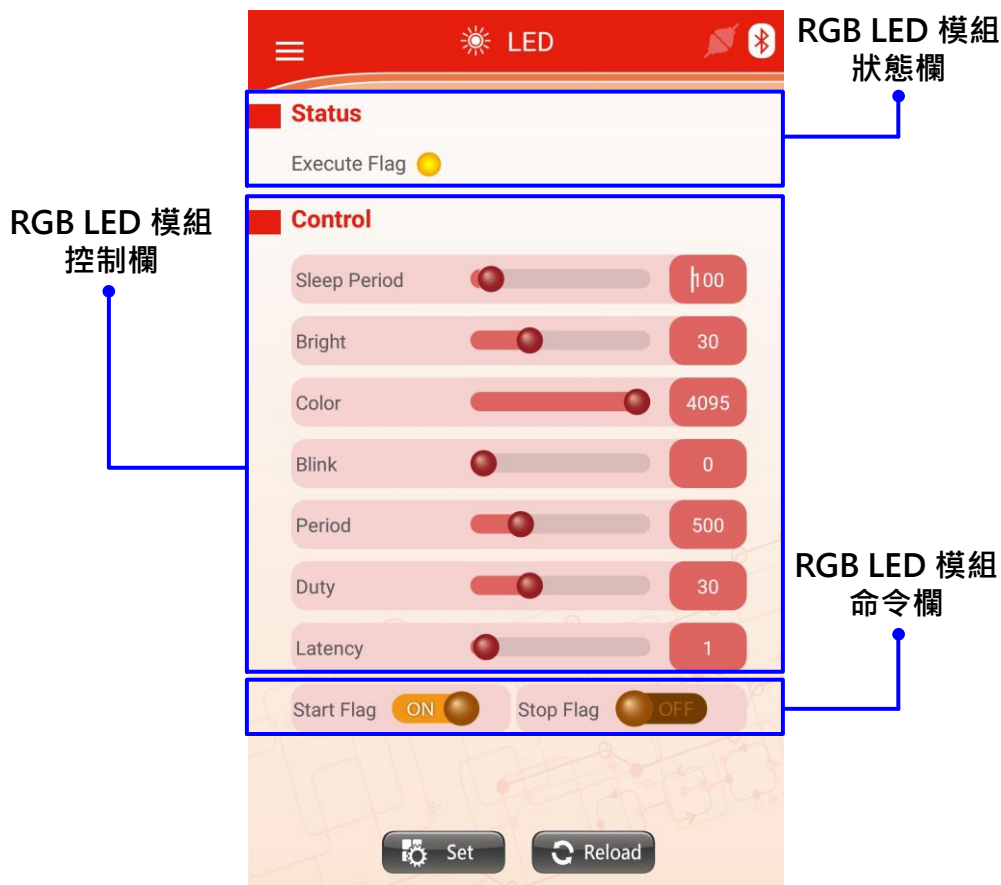 LED
RGB LED 模組
狀態欄
Status
Execute Flag
RGB LED 模組
控制欄
Control
Sleep Period 100
Bright 30
Color 4095
Blink 0
Period 500
Duty 30
Latency 1
RGB LED 模組
命令欄
Start Flag ON Stop Flag OFF
Set Reload